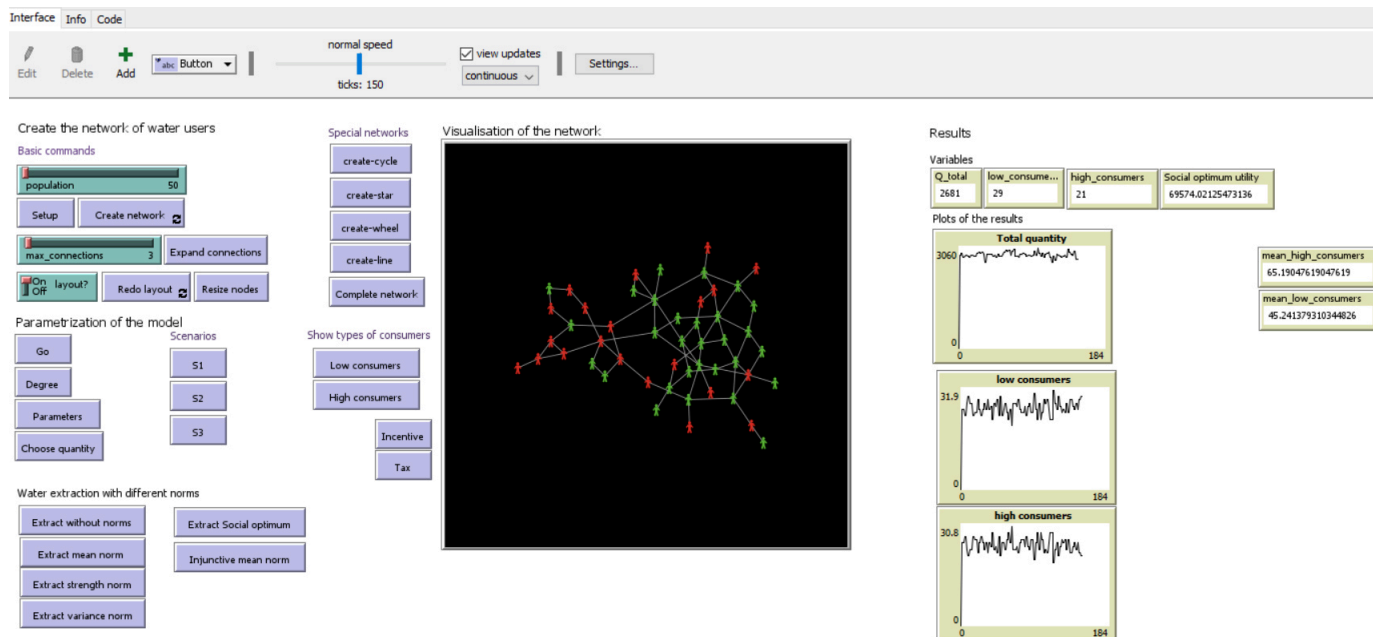 Interface Info Code
Edit
Delete
Add
abc Button
normal speed
ticks: 150
view updates
continuous
Settings...
Create the network of water users
Basic commands
population 50
Setup
Create network
max_connections 3
Expand connections
On
Off
layout?
Redo layout
Resize nodes
Parametrization of the model
Go
Degree
Parameters
Choose quantity
Scenarios
S1
S2
S3
Water extraction with different norms
Extract without norms
Extract mean norm
Extract strength norm
Extract variance norm
Extract Social optimum
Injunctive mean norm
Special networks
create-cycle
create-star
create-wheel
create-line
Complete network
Show types of consumers
Low consumers
High consumers
Incentive
Tax
Visualisation of the network
Results
Variables
Q_total
2681
low_consume...
29
high_consumers
21
Social optimum utility
69574.02125473136
Plots of the results
Total quantity
3060
0
0 184
low consumers
31.9
0
0 184
high consumers
30.8
0
0 184
mean_high_consumers
65.19047619047619
mean_low_consumers
45.241379310344826